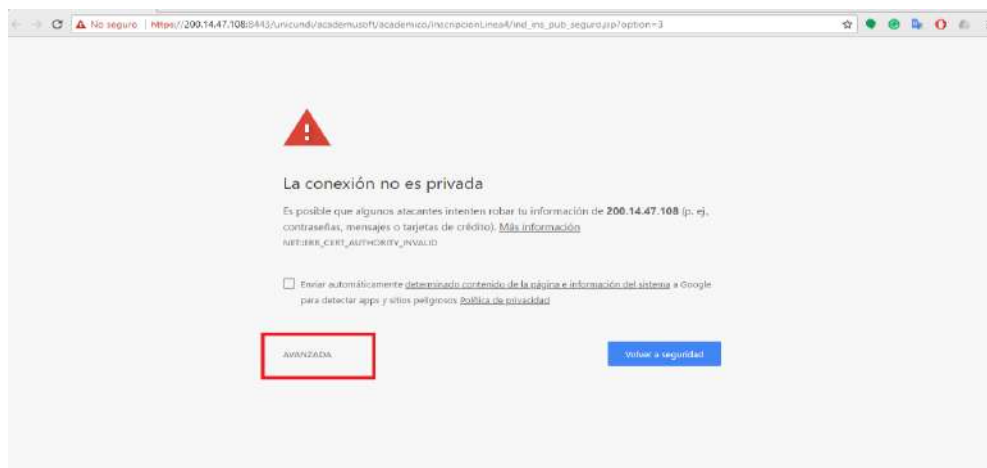 No seguro | https://200.14.47.108:8443/unicundi/academusoft/academico/inscripcionLinea4/ind_ins_pub_seguro.jsp?option=3
La conexión no es privada
Es posible que algunos atacantes intenten robar tu información de 200.14.47.108 (p. ej.,
contraseñas, mensajes o tarjetas de crédito). Más información
NET::ERR_CERT_AUTHORITY_INVALID
Enviar automáticamente determinado contenido de la página e información del sistema a Google
para detectar apps y sitios peligrosos Política de privacidad
AVANZADA
Volver a seguridad